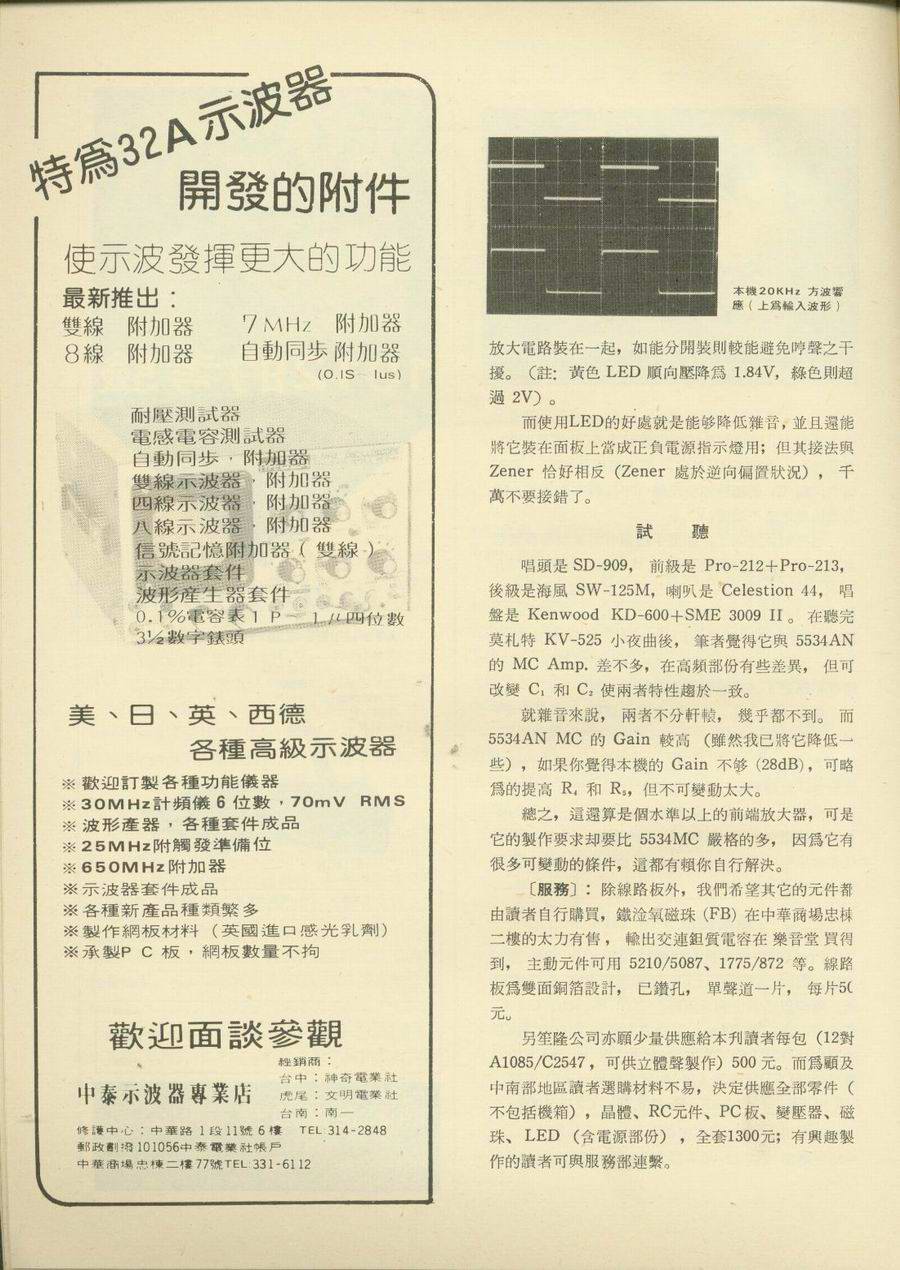 特爲32A示波器
開發的附件
使示波發揮更大的功能
最新推出：
雙線 附加器 7MHz 附加器
8線 附加器 自動同步附加器
(0.1S－1us)
耐壓測試器
電感電容測試器
自動同步，附加器
雙線示波器，附加器
四線示波器，附加器
八線示波器，附加器
信號記憶附加器（雙線）
示波器套件
波形產生器套件
0.1%電容表1P－1μ四位數
3½數字錶頭
美、日、英、西德
各種高級示波器
※歡迎訂製各種功能儀器
※30MHz計頻儀6位數，70mV RMS
※波形產器，各種套件成品
※25MHz附觸發準備位
※650MHz附加器
※示波器套件成品
※各種新產品種類繁多
※製作網板材料（英國進口感光乳劑）
※承製PC板，網板數量不拘
歡迎面談參觀
中泰示波器專業店
經銷商：
台中：神奇電業社
虎尾：文明電業社
台南：南一
修護中心：中華路1段11號6樓 TEL:314-2848
郵政劃撥101056中泰電業社帳戶
中華商場忠棟二樓77號TEL:331-6112
本機20KHz 方波響
應（上爲輸入波形）
放大電路裝在一起，如能分開裝則較能避免哼聲之干
擾。（註：黃色 LED 順向壓降爲 1.84V，綠色則超
過 2V）。
而使用LED的好處就是能够降低雜音，並且還能
將它裝在面板上當成正負電源指示燈用；但其接法與
Zener 恰好相反（Zener 處於逆向偏置狀況），千
萬不要接錯了。
試 聽
唱頭是 SD-909，前級是 Pro-212＋Pro-213，
後級是海風 SW-125M，喇叭是 Celestion 44，唱
盤是 Kenwood KD-600＋SME 3009 II。在聽完
莫札特 KV-525 小夜曲後，筆者覺得它與 5534AN
的 MC Amp. 差不多，在高頻部份有些差異，但可
改變 C₁ 和 C₂ 使兩者特性趨於一致。
就雜音來說，兩者不分軒輊，幾乎都不到。而
5534AN MC 的 Gain 較高（雖然我已將它降低一
些），如果你覺得本機的 Gain 不够 (28dB)，可略
爲的提高 R₄ 和 R₅，但不可變動太大。
總之，這還算是個水準以上的前端放大器，可是
它的製作要求却要比 5534MC 嚴格的多，因爲它有
很多可變動的條件，這都有賴你自行解決。
〔服務〕：除線路板外，我們希望其它的元件都
由讀者自行購買，鐵淦氧磁珠 (FB) 在中華商場忠棟
二樓的太力有售，輸出交連鉭質電容在樂音堂買得
到，主動元件可用 5210/5087、1775/872 等。線路
板爲雙面銅箔設計，已鑽孔，單聲道一片，每片50
元。
另笙隆公司亦願少量供應給本刊讀者每包（12對
A1085/C2547，可供立體聲製作）500 元。而爲顧及
中南部地區讀者選購材料不易，決定供應全部零件（
不包括機箱），晶體、RC元件、PC板、變壓器、磁
珠、LED（含電源部份），全套1300元；有興趣製
作的讀者可與服務部連繫。